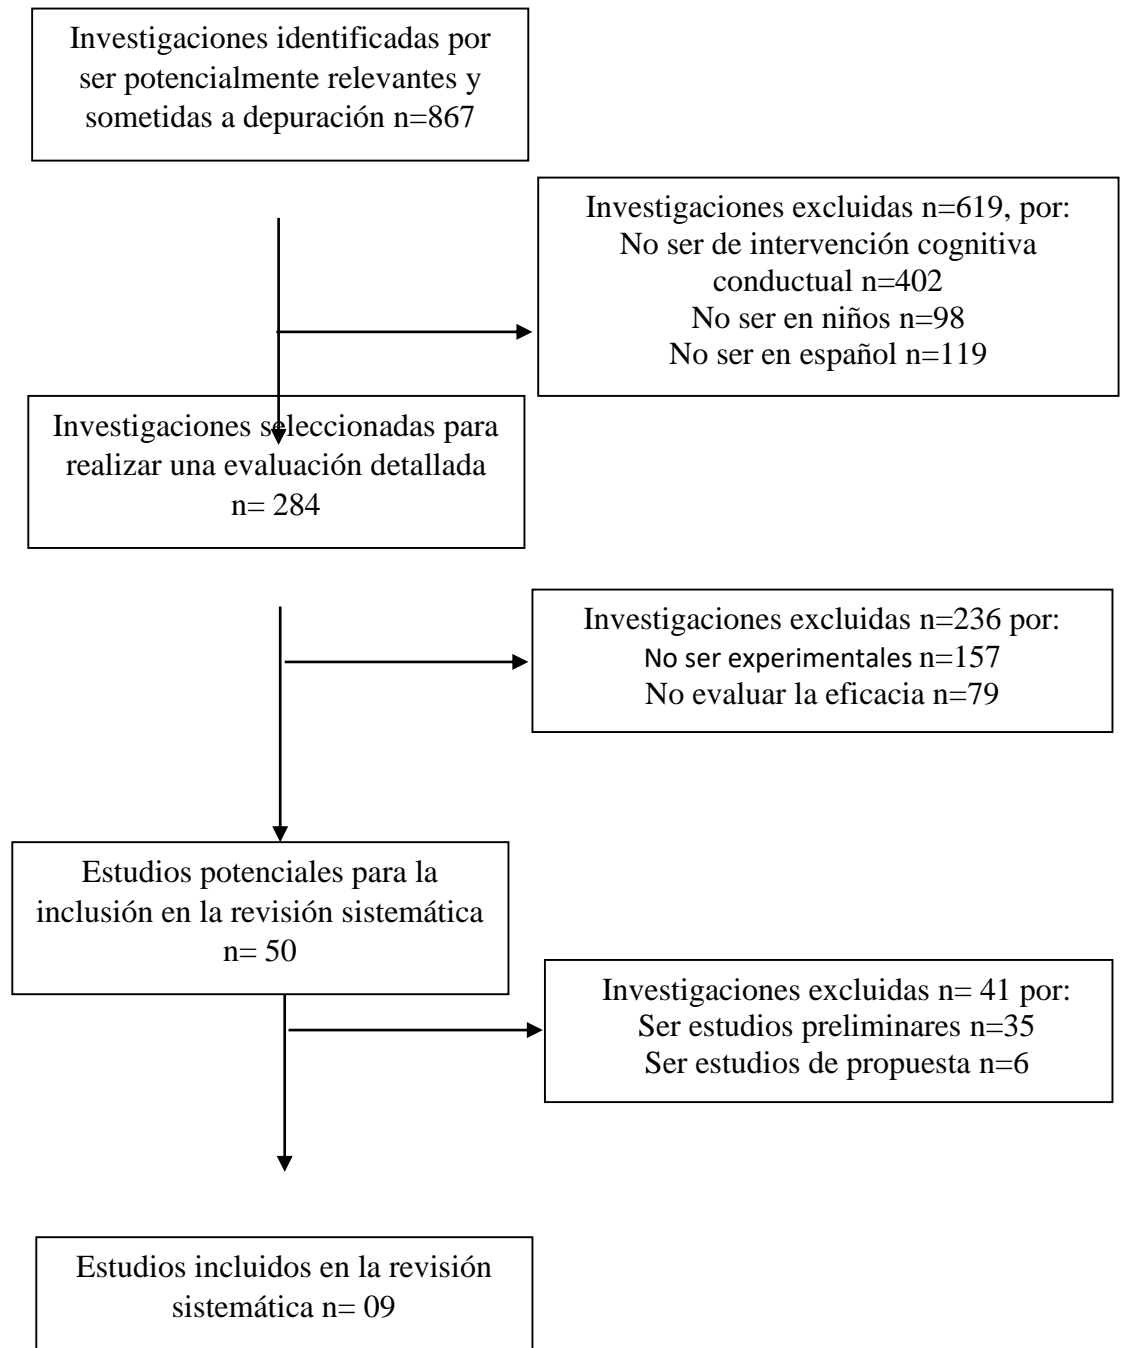 Investigaciones identificadas por
ser potencialmente relevantes y
sometidas a depuración n=867
Investigaciones excluidas n=619, por:
No ser de intervención cognitiva
conductual n=402
No ser en niños n=98
No ser en español n=119
Investigaciones seleccionadas para
realizar una evaluación detallada
n= 284
Investigaciones excluidas n=236 por:
No ser experimentales n=157
No evaluar la eficacia n=79
Estudios potenciales para la
inclusión en la revisión sistemática
n= 50
Investigaciones excluidas n= 41 por:
Ser estudios preliminares n=35
Ser estudios de propuesta n=6
Estudios incluidos en la revisión
sistemática n= 09